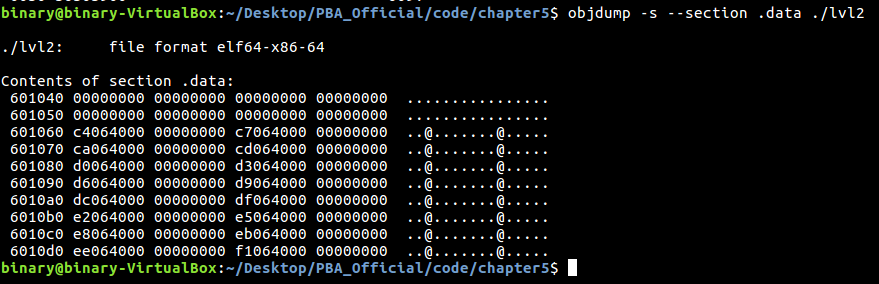 binary@binary-VirtualBox:~/Desktop/PBA_Official/code/chapter5$ objdump -s --section .data ./lvl2
./lvl2:     file format elf64-x86-64
Contents of section .data:
 601040 00000000 00000000 00000000 00000000  ................
 601050 00000000 00000000 00000000 00000000  ................
 601060 c4064000 00000000 c7064000 00000000  ..@.......@.....
 601070 ca064000 00000000 cd064000 00000000  ..@.......@.....
 601080 d0064000 00000000 d3064000 00000000  ..@.......@.....
 601090 d6064000 00000000 d9064000 00000000  ..@.......@.....
 6010a0 dc064000 00000000 df064000 00000000  ..@.......@.....
 6010b0 e2064000 00000000 e5064000 00000000  ..@.......@.....
 6010c0 e8064000 00000000 eb064000 00000000  ..@.......@.....
 6010d0 ee064000 00000000 f1064000 00000000  ..@.......@.....
binary@binary-VirtualBox:~/Desktop/PBA_Official/code/chapter5$